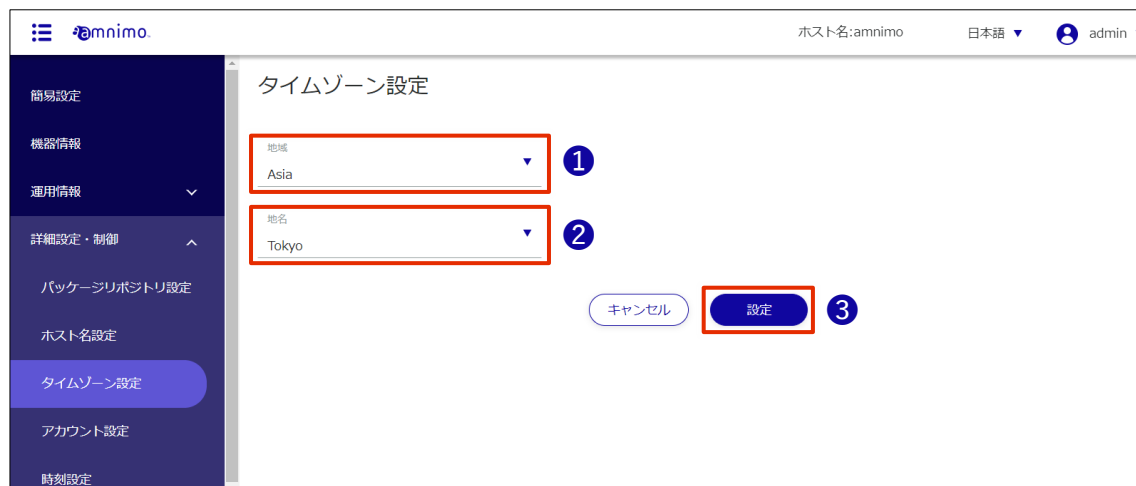 amnimo.
ホスト名:amnimo
日本語 ▼
admin
簡易設定
機器情報
運用情報
詳細設定・制御
パッケージリポジトリ設定
ホスト名設定
タイムゾーン設定
アカウント設定
時刻設定
タイムゾーン設定
地域
Asia
1
地名
Tokyo
2
キャンセル
設定
3